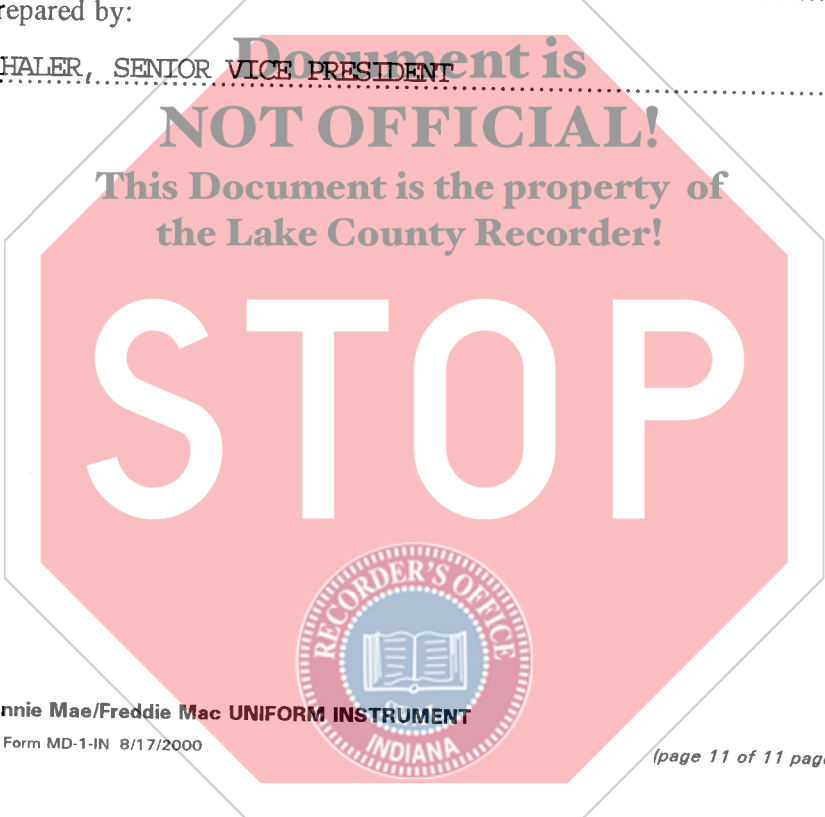 repared by:
HALER, SENIOR VICE PRESIDENT
Document is
NOT OFFICIAL!
This Document is the property of
the Lake County Recorder!
STOP
RECORDER'S OFFICE
INDIANA
nnie Mae/Freddie Mac UNIFORM INSTRUMENT
Form MD-1-IN 8/17/2000
(page 11 of 11 page